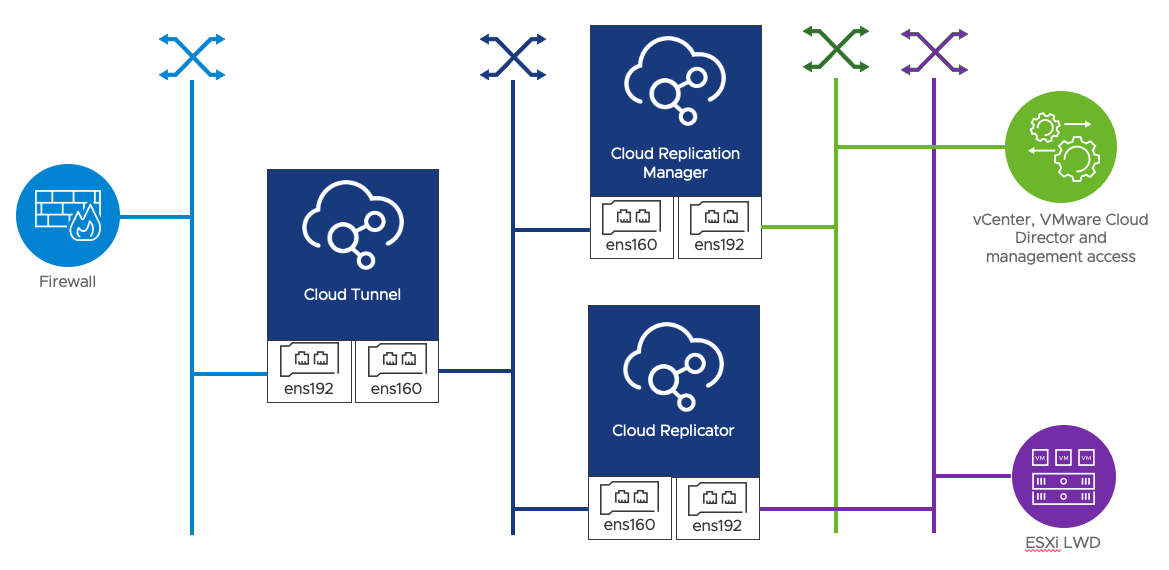 Cloud Replication
Manager
ens160
ens192
Firewall
Cloud Tunnel
ens192
ens160
vCenter, VMware Cloud
Director and
management access
Cloud Replicator
ens160
ens192
VM
VM
VM
ESXi LWD